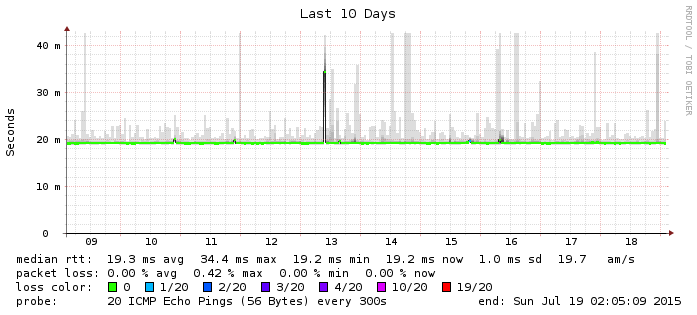 Last 10 Days
RRDTOOL / TOBI OETIKER
Seconds
40 m
30 m
20 m
10 m
0
09 10 11 12 13 14 15 16 17 18
median rtt: 19.3 ms avg 34.4 ms max 19.2 ms min 19.2 ms now 1.0 ms sd 19.7 am/s
packet loss: 0.00 % avg 0.42 % max 0.00 % min 0.00 % now
loss color: 0 1/20 2/20 3/20 4/20 10/20 19/20
probe: 20 ICMP Echo Pings (56 Bytes) every 300s end: Sun Jul 19 02:05:09 2015